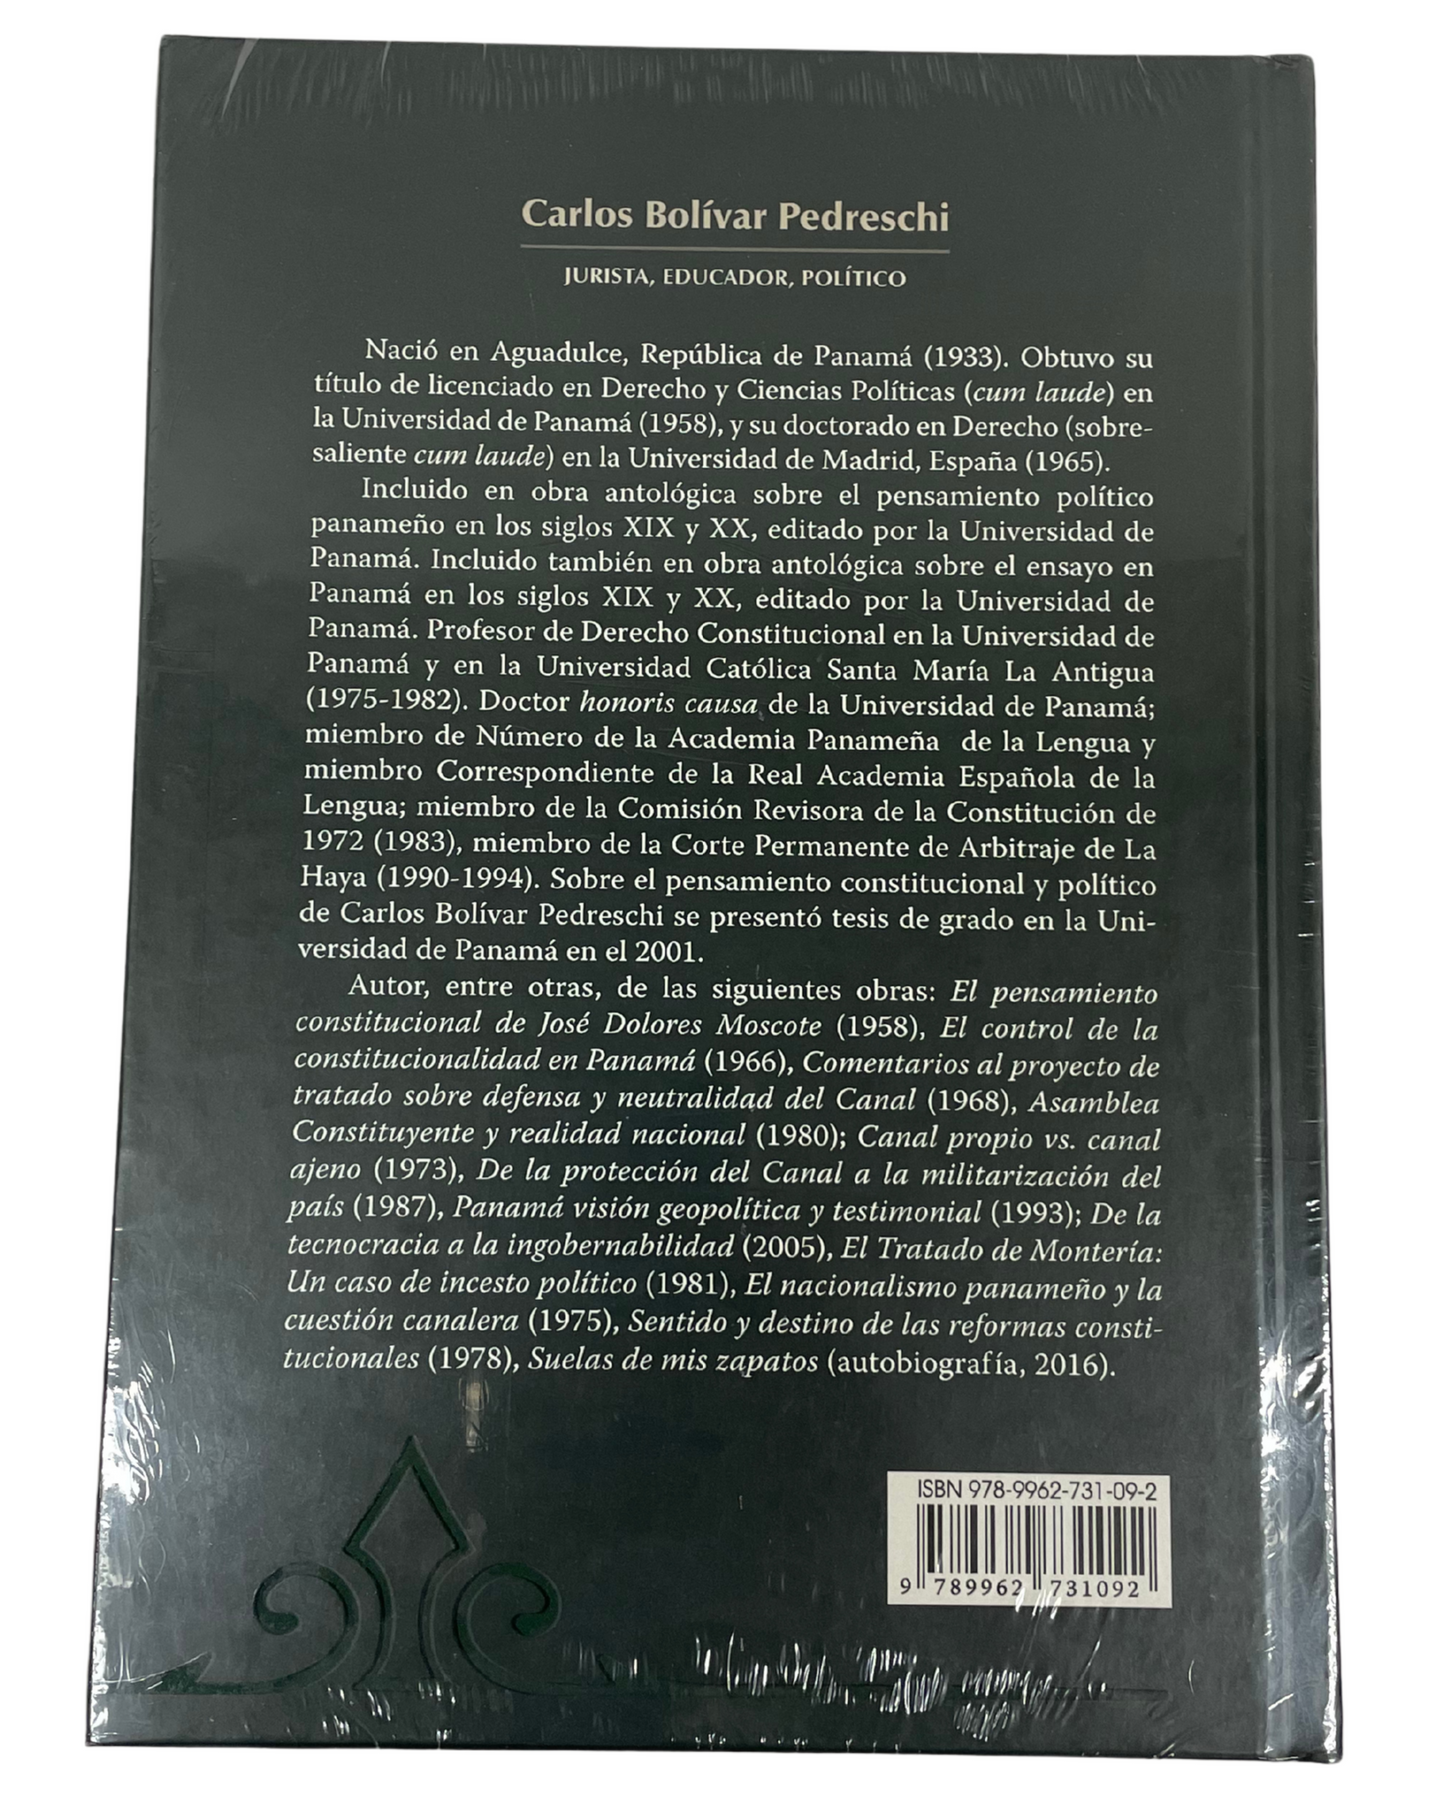 Carlos Bolívar Pedreschi
JURISTA, EDUCADOR, POLÍTICO
Nació en Aguadulce, República de Panamá (1933). Obtuvo su
título de licenciado en Derecho y Ciencias Políticas (cum laude) en
la Universidad de Panamá (1958), y su doctorado en Derecho (sobre-
saliente cum laude) en la Universidad de Madrid, España (1965).
Incluido en obra antológica sobre el pensamiento político
panameño en los siglos XIX y XX, editado por la Universidad de
Panamá. Incluido también en obra antológica sobre el ensayo en
Panamá en los siglos XIX y XX, editado por la Universidad de
Panamá. Profesor de Derecho Constitucional en la Universidad de
Panamá y en la Universidad Católica Santa María La Antigua
(1975-1982). Doctor honoris causa de la Universidad de Panamá;
miembro de Número de la Academia Panameña de la Lengua y
miembro Correspondiente de la Real Academia Española de la
Lengua; miembro de la Comisión Revisora de la Constitución de
1972 (1983), miembro de la Corte Permanente de Arbitraje de La
Haya (1990-1994). Sobre el pensamiento constitucional y político
de Carlos Bolívar Pedreschi se presentó tesis de grado en la Uni-
versidad de Panamá en el 2001.
Autor, entre otras, de las siguientes obras: El pensamiento
constitucional de José Dolores Moscote (1958), El control de la
constitucionalidad en Panamá (1966), Comentarios al proyecto de
tratado sobre defensa y neutralidad del Canal (1968), Asamblea
Constituyente y realidad nacional (1980); Canal propio vs. canal
ajeno (1973), De la protección del Canal a la militarización del
país (1987), Panamá visión geopolítica y testimonial (1993); De la
tecnocracia a la ingobernabilidad (2005), El Tratado de Montería:
Un caso de incesto político (1981), El nacionalismo panameño y la
cuestión canalera (1975), Sentido y destino de las reformas consti-
tucionales (1978), Suelas de mis zapatos (autobiografía, 2016).
ISBN 978-9962-731-09-2
9 789962 731092